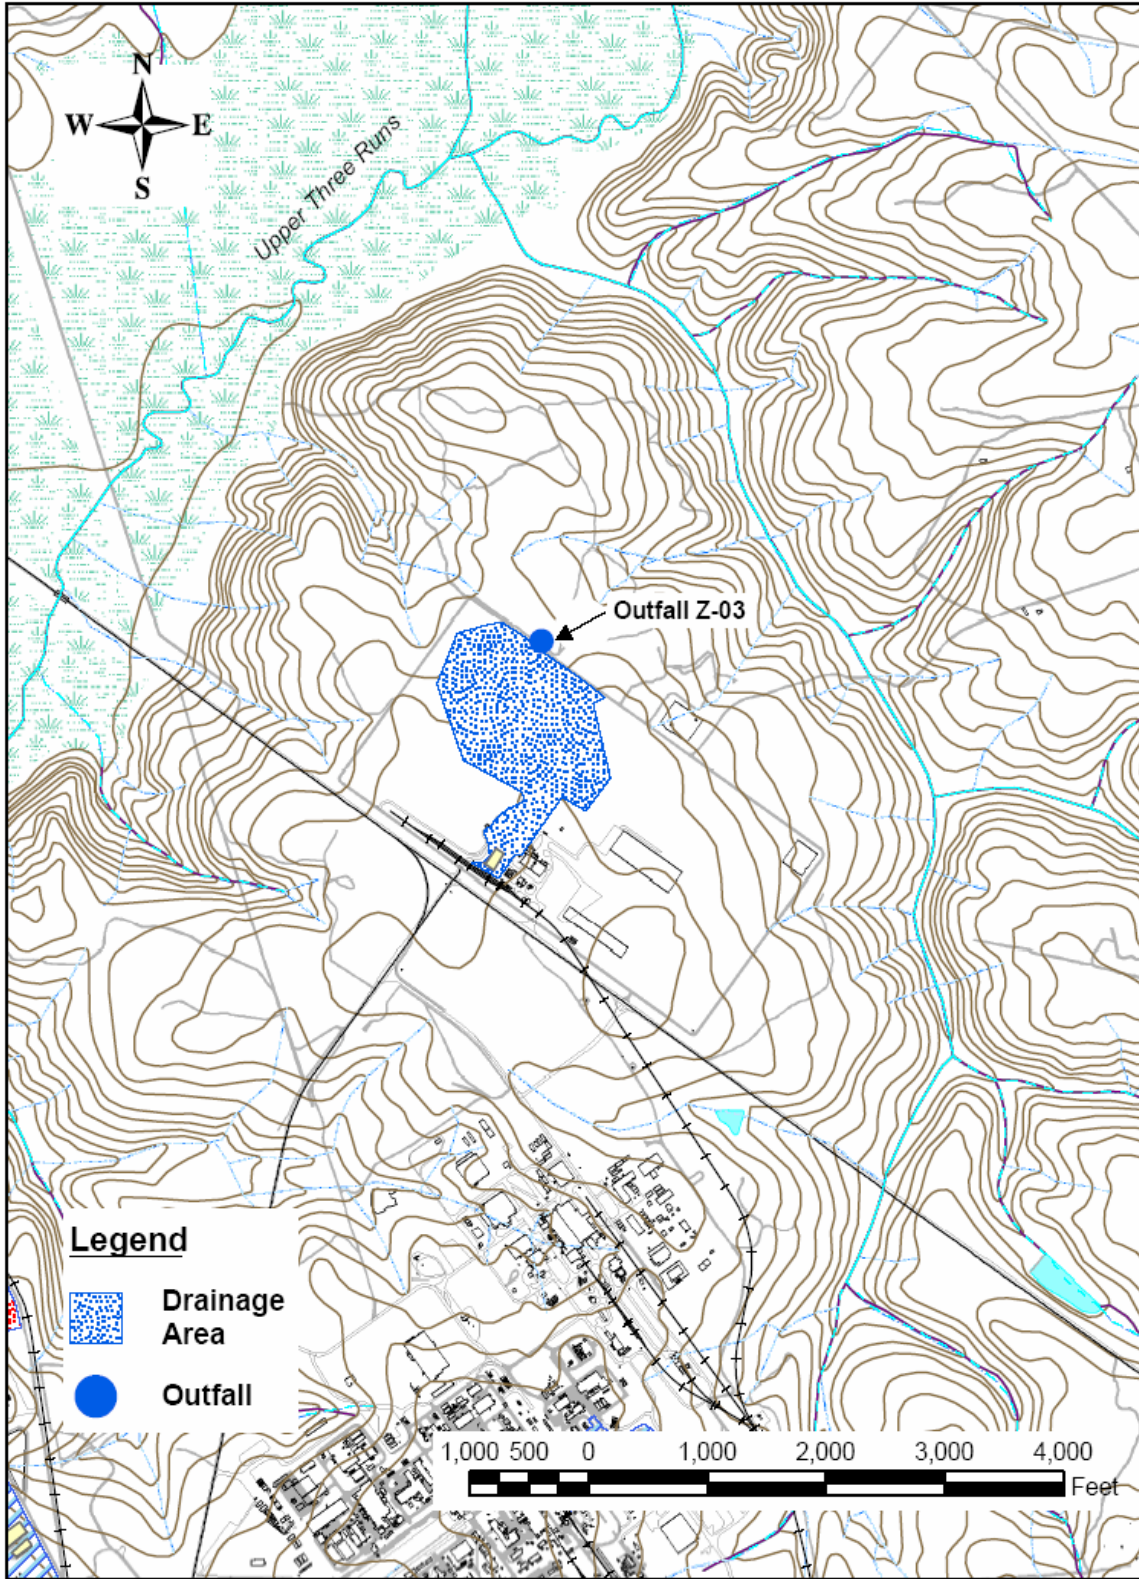 N
W E
S
Upper Three Runs
Outfall Z-03
Legend
Drainage
Area
Outfall
1,000 500 0 1,000 2,000 3,000 4,000
Feet